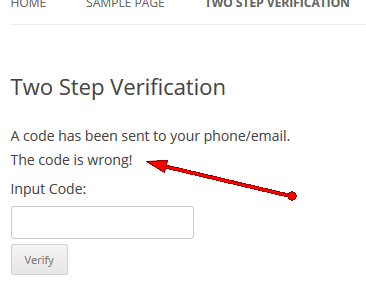 HOME SAMPLE PAGE TWO STEP VERIFICATION
Two Step Verification
A code has been sent to your phone/email.
The code is wrong!
Input Code:
Verify